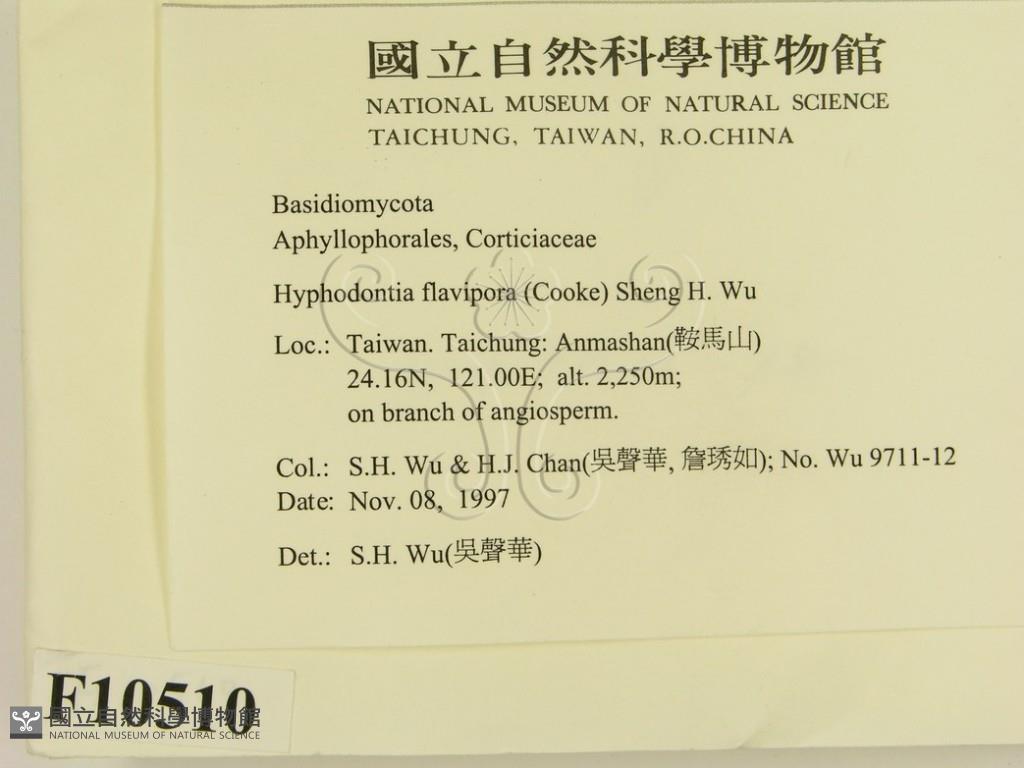 國立自然科學博物館
NATIONAL MUSEUM OF NATURAL SCIENCE
TAICHUNG, TAIWAN, R.O.CHINA
Basidiomycota
Aphyllophorales, Corticiaceae
Hyphodontia flavipora (Cooke) Sheng H. Wu
Loc.: Taiwan. Taichung: Anmashan(鞍馬山)
24.16N, 121.00E; alt. 2,250m;
on branch of angiosperm.
Col.: S.H. Wu & H.J. Chan(吳聲華, 詹琇如); No. Wu 9711-12
Date: Nov. 08, 1997
Det.: S.H. Wu(吳聲華)
F10510
國立自然科學博物館
NATIONAL MUSEUM OF NATURAL SCIENCE